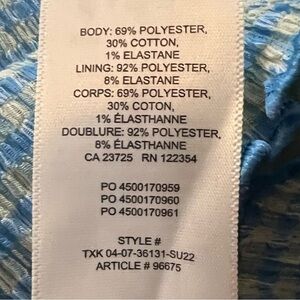 BODY: 69% POLYESTER,
30% COTTON,
1% ELASTANE
LINING: 92% POLYESTER,
8% ELASTANE
CORPS: 69% POLYESTER,
30% COTON,
1% ÉLASTHANNE
DOUBLURE: 92% POLYESTER,
8% ÉLASTHANNE
CA 23725 RN 122354
PO 4500170959
PO 4500170960
PO 4500170961
STYLE #
TXK 04-07-36131-SU22
ARTICLE # 96675